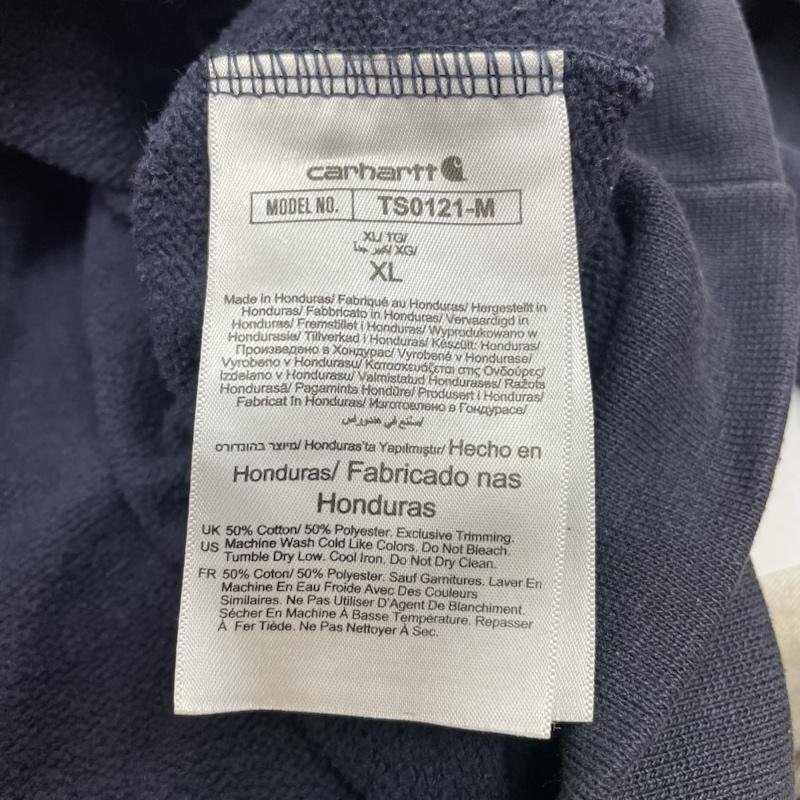 carhartt
MODEL NO. TS0121-M
XL/ TG/
أكبر جداً /XG/
XL
Made in Honduras/ Fabriqué au Honduras/ Hergestellt in
Honduras/ Fabbricato in Honduras/ Vervaardigd in
Honduras/ Fremstillet i Honduras/ Wyprodukowano w
Hondurasie/ Tillverkad i Honduras/ Készült: Honduras/
Произведено в Хондурас/ Vyrobené v Hondurase/
Vyrobeno v Hondurasu/ Κατασκευάζεται στις Ονδούρες/
Izdelano v Hondurasu/ Valmistatud Hondurases/ Ražots
Hondurasā/ Pagaminta Hondūre/ Produsert i Honduras/
Fabricat în Honduras/ Изготовлено в Гондурасе/
صنع في هندوراس/
מיוצר בהונדורס/ Honduras'ta Yapılmıştır/ Hecho en
Honduras/ Fabricado nas
Honduras
UK 50% Cotton/ 50% Polyester. Exclusive Trimming.
US Machine Wash Cold Like Colors. Do Not Bleach.
Tumble Dry Low. Cool Iron. Do Not Dry Clean.
FR 50% Coton/ 50% Polyester. Sauf Garnitures. Laver En
Machine En Eau Froide Avec Des Couleurs
Similaires. Ne Pas Utiliser D'Agent De Blanchiment.
Sécher En Machine À Basse Température. Repasser
À Fer Tiède. Ne Pas Nettoyer À Sec.